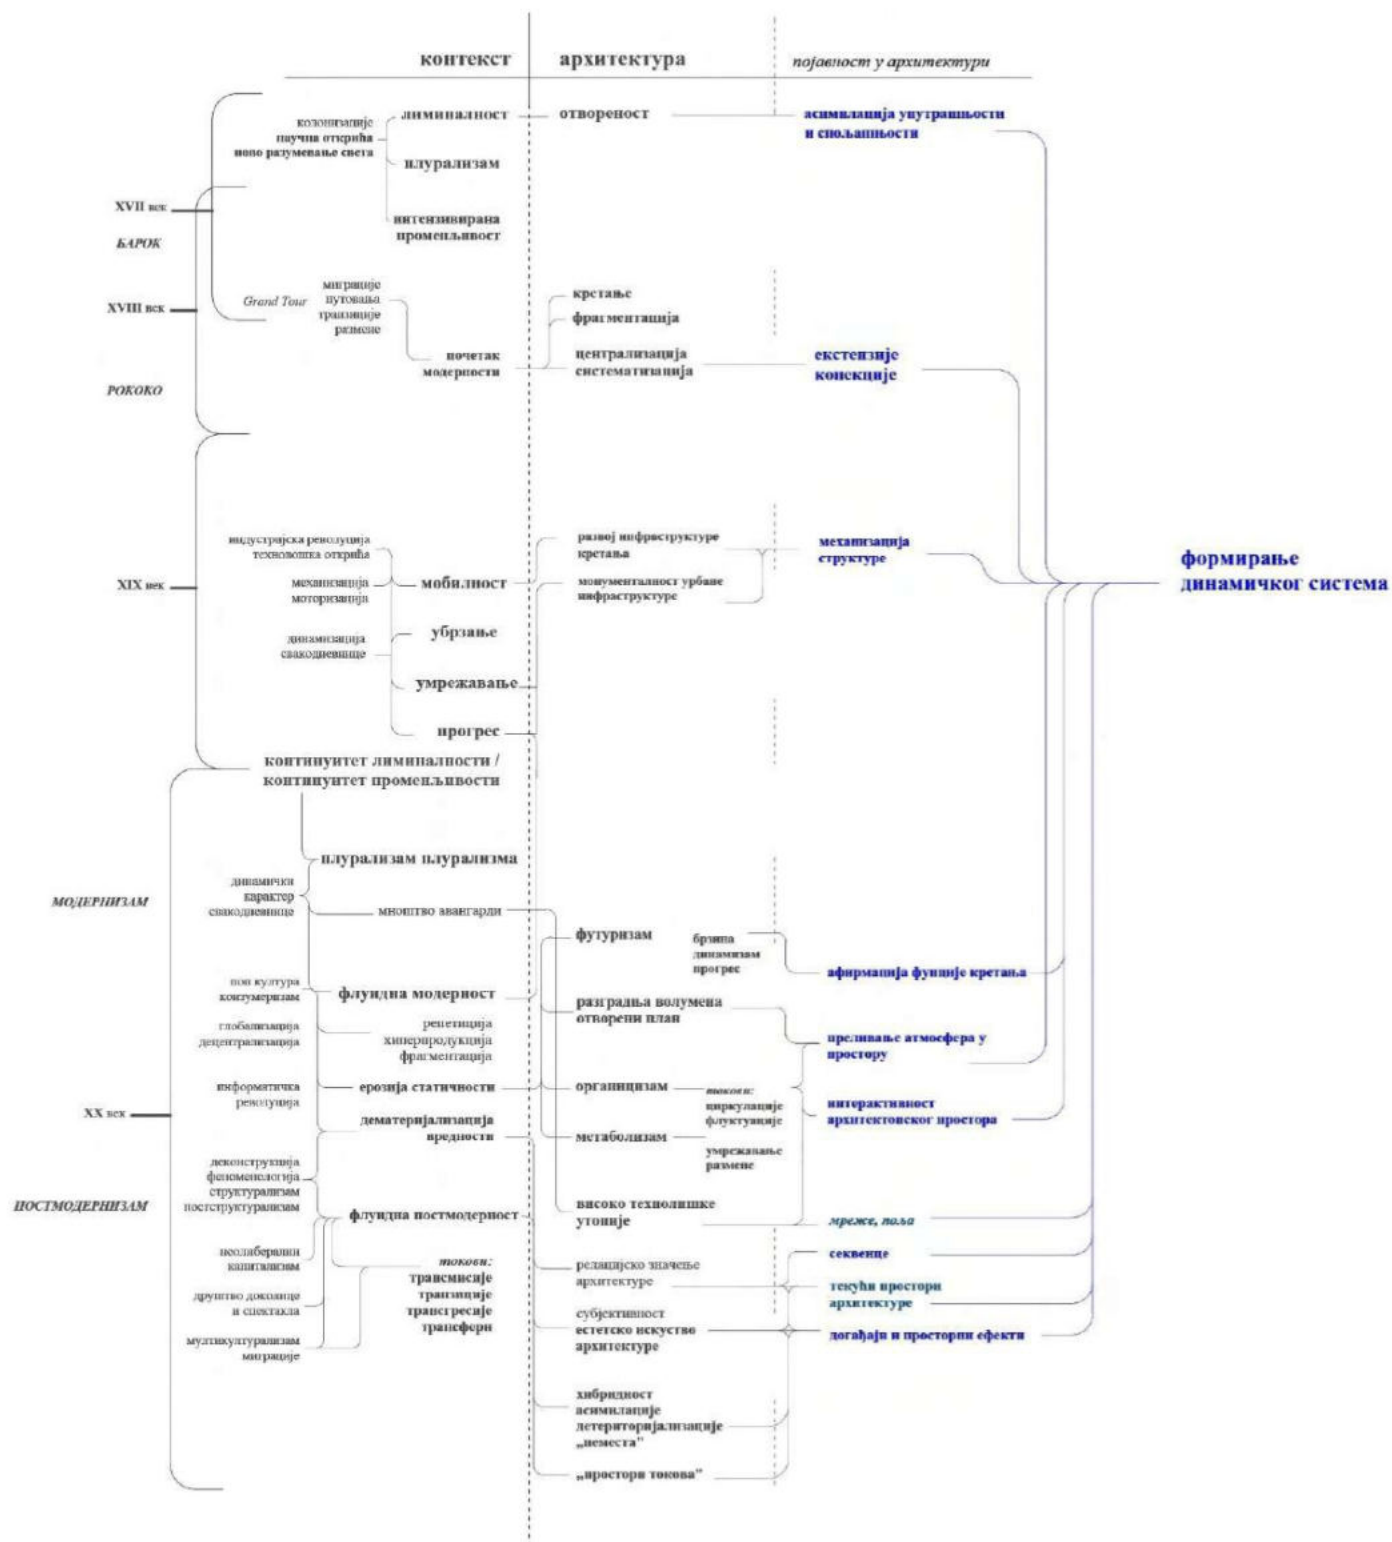 контекст
архитектура
појавност у архитектури
колонизације
научна открића
ново разумевање света
лиминалност
отвореност
асимилација унутрашњости
и спољашњости
плурализам
интензивирана
променљивост
XVII век
БАРОК
XVIII век
РОКОКО
Grand Tour
миграције
путовања
транзиције
размене
почетак
модерности
кретање
фрагментација
централизација
систематизација
екстензије
конекције
XIX век
индустријска револуција
техновошка открића
механизација
моторизација
динамизација
свакодневнице
мобилност
убрзање
умрежавање
прогрес
развој инфраструктуре
кретања
монументалност урбане
инфраструктуре
механизација
структуре
формирање
динамичког система
континуитет лиминалности /
континуитет променљивости
МОДЕРНИЗАМ
XX век
ПОСТМОДЕРНИЗАМ
плурализам плурализма
динамички
карактер
свакодневнице
мноштво авангарди
поп култура
конзумеризам
флуидна модерност
глобализација
децентрализација
репетиција
хиперпродукција
фрагментација
информатичка
револуција
ерозија статичности
дематеријализација
вредности
деконструкција
феноменологија
структурализам
постструктурализам
флуидна постмодерност
неолиберални
капитализам
токови:
трансмисије
транзиције
трансгресије
трансфери
друштво доколице
и спектакла
мултикултурализам
миграције
футуризам
брзина
динамизам
прогрес
афирмација фунције кретања
разградња волумена
отворени план
преливање атмосфера у
простору
органицизам
токови:
циркулације
флуктуације
интерактивност
архитектовског простора
метаболизам
умрежавање
размене
високо технолишке
утопије
мреже, поља
секвенце
релацијско значење
архитектуре
текући простори
архитектуре
субјективност
естетско искуство
архитектуре
догађаји и просторни ефекти
хибридност
асимилације
детериторијализације
„неместа”
„простори токова”